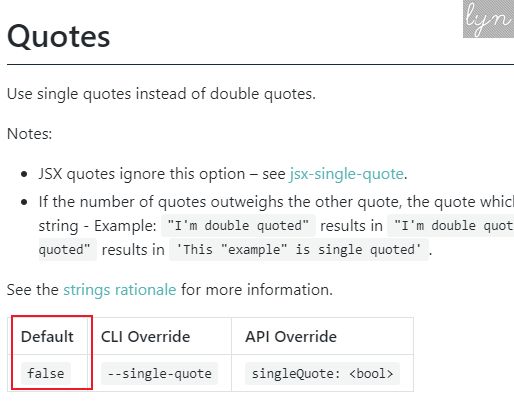 lyn
Quotes
Use single quotes instead of double quotes.
Notes:
JSX quotes ignore this option – see jsx-single-quote.
If the number of quotes outweighs the other quote, the quote which
string - Example: "I'm double quoted" results in "I'm double quot
quoted" results in 'This "example" is single quoted'.
See the strings rationale for more information.
Default CLI Override API Override
false --single-quote singleQuote: <bool>